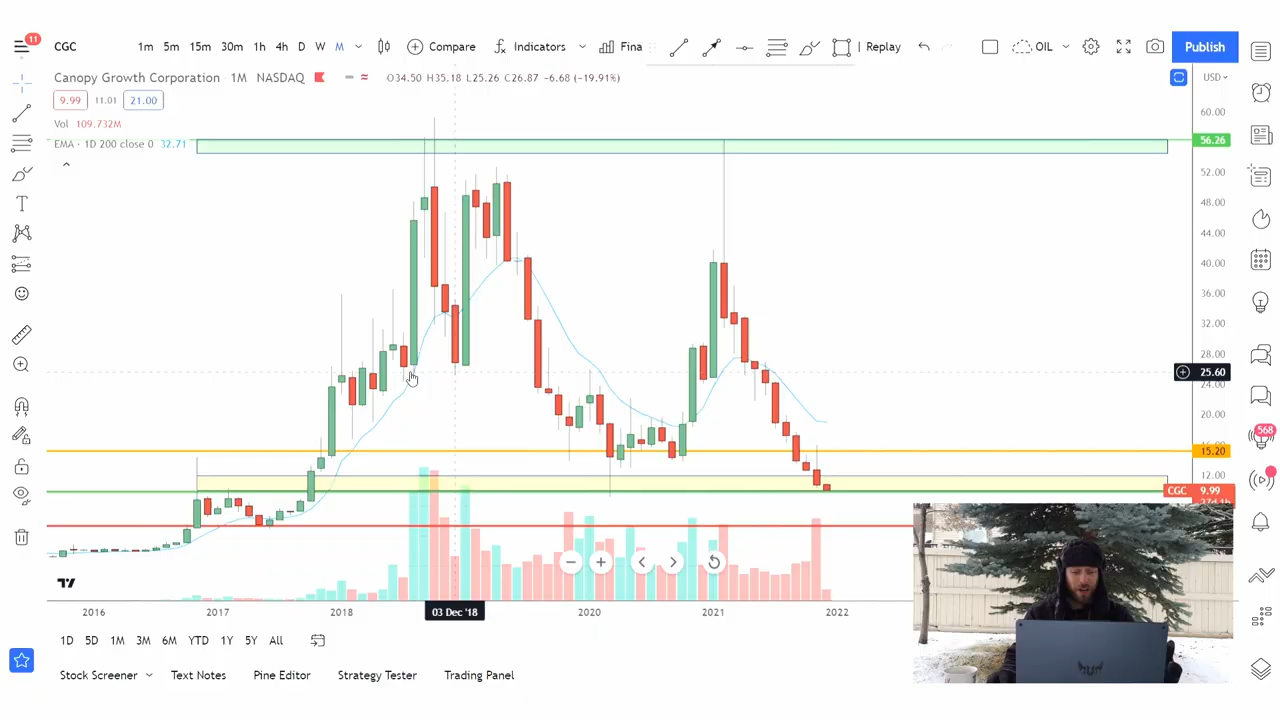 11
CGC 1m 5m 15m 30m 1h 4h D W M Compare Indicators Fina Replay OIL Publish
Canopy Growth Corporation · 1M NASDAQ O34.50 H35.18 L25.26 C26.87 −6.68 (−19.91%) USD
9.99 11.01 21.00
Vol 109.732M
EMA · 1D 200 close 0 32.71
60.00
56.26
52.00
48.00
44.00
40.00
36.00
32.00
28.00
25.60
24.00
20.00
568
15.20
12.00
CGC 9.99
2016 2017 2018 03 Dec '18 2020 2021 2022
1D 5D 1M 3M 6M YTD 1Y 5Y All
Stock Screener Text Notes Pine Editor Strategy Tester Trading Panel